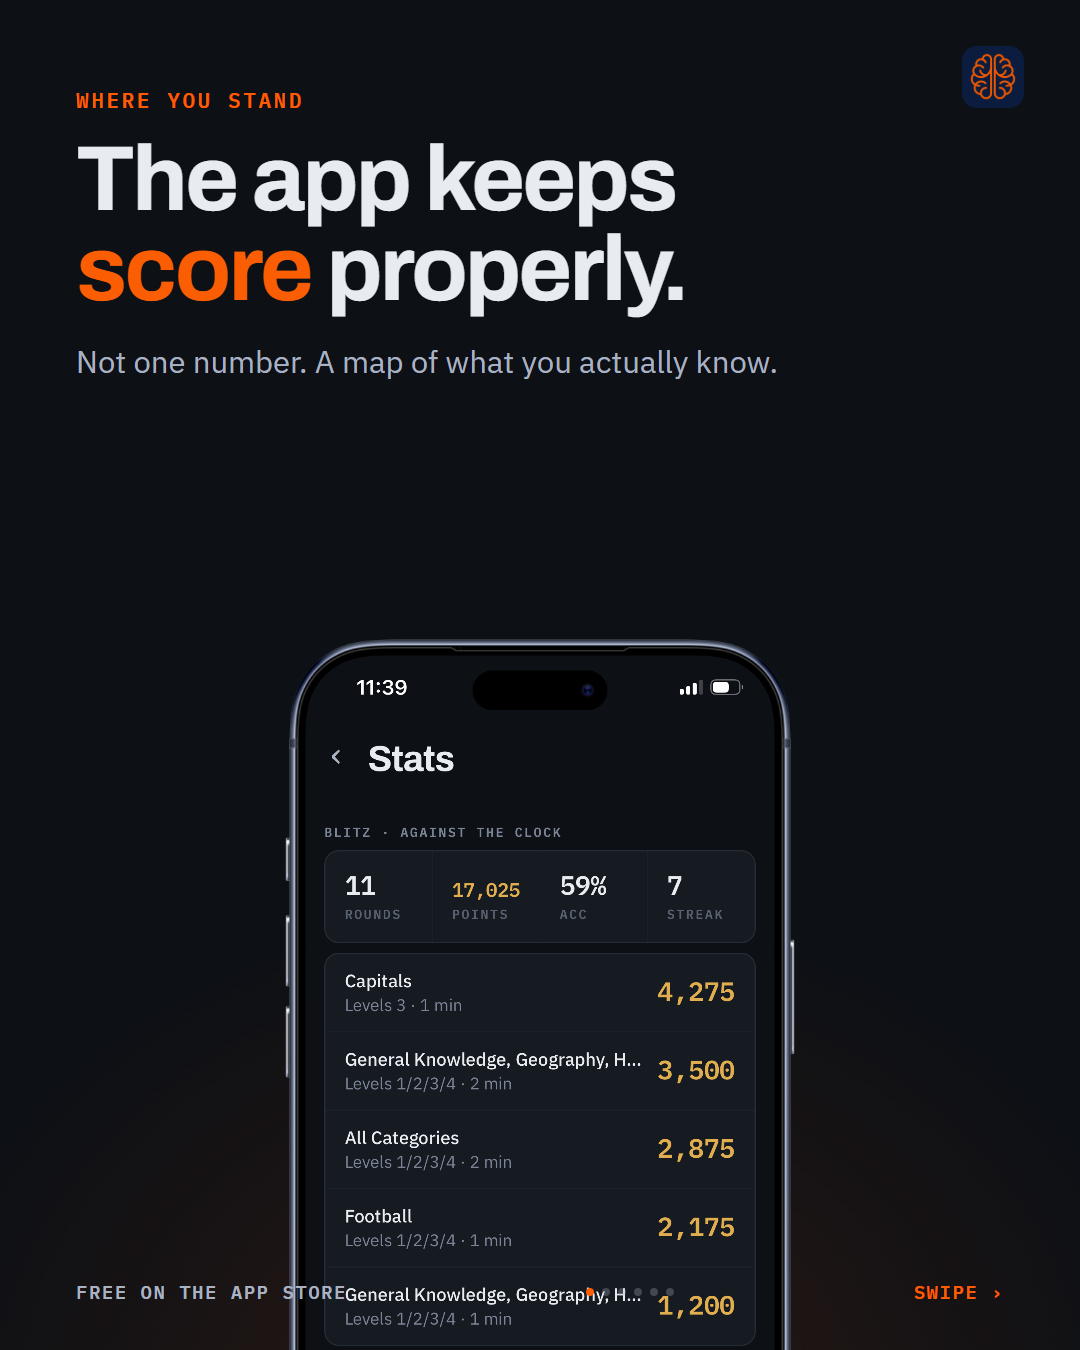 WHERE YOU STAND
The app keeps
score properly.
Not one number. A map of what you actually know.
11:39
Stats
BLITZ · AGAINST THE CLOCK
11 17,025 59% 7
ROUNDS POINTS ACC STREAK
Capitals 4,275
Levels 3 · 1 min
General Knowledge, Geography, H... 3,500
Levels 1/2/3/4 · 2 min
All Categories 2,875
Levels 1/2/3/4 · 2 min
Football 2,175
Levels 1/2/3/4 · 1 min
General Knowledge, Geography, H... 1,200
Levels 1/2/3/4 · 1 min
FREE ON THE APP STORE
SWIPE ›